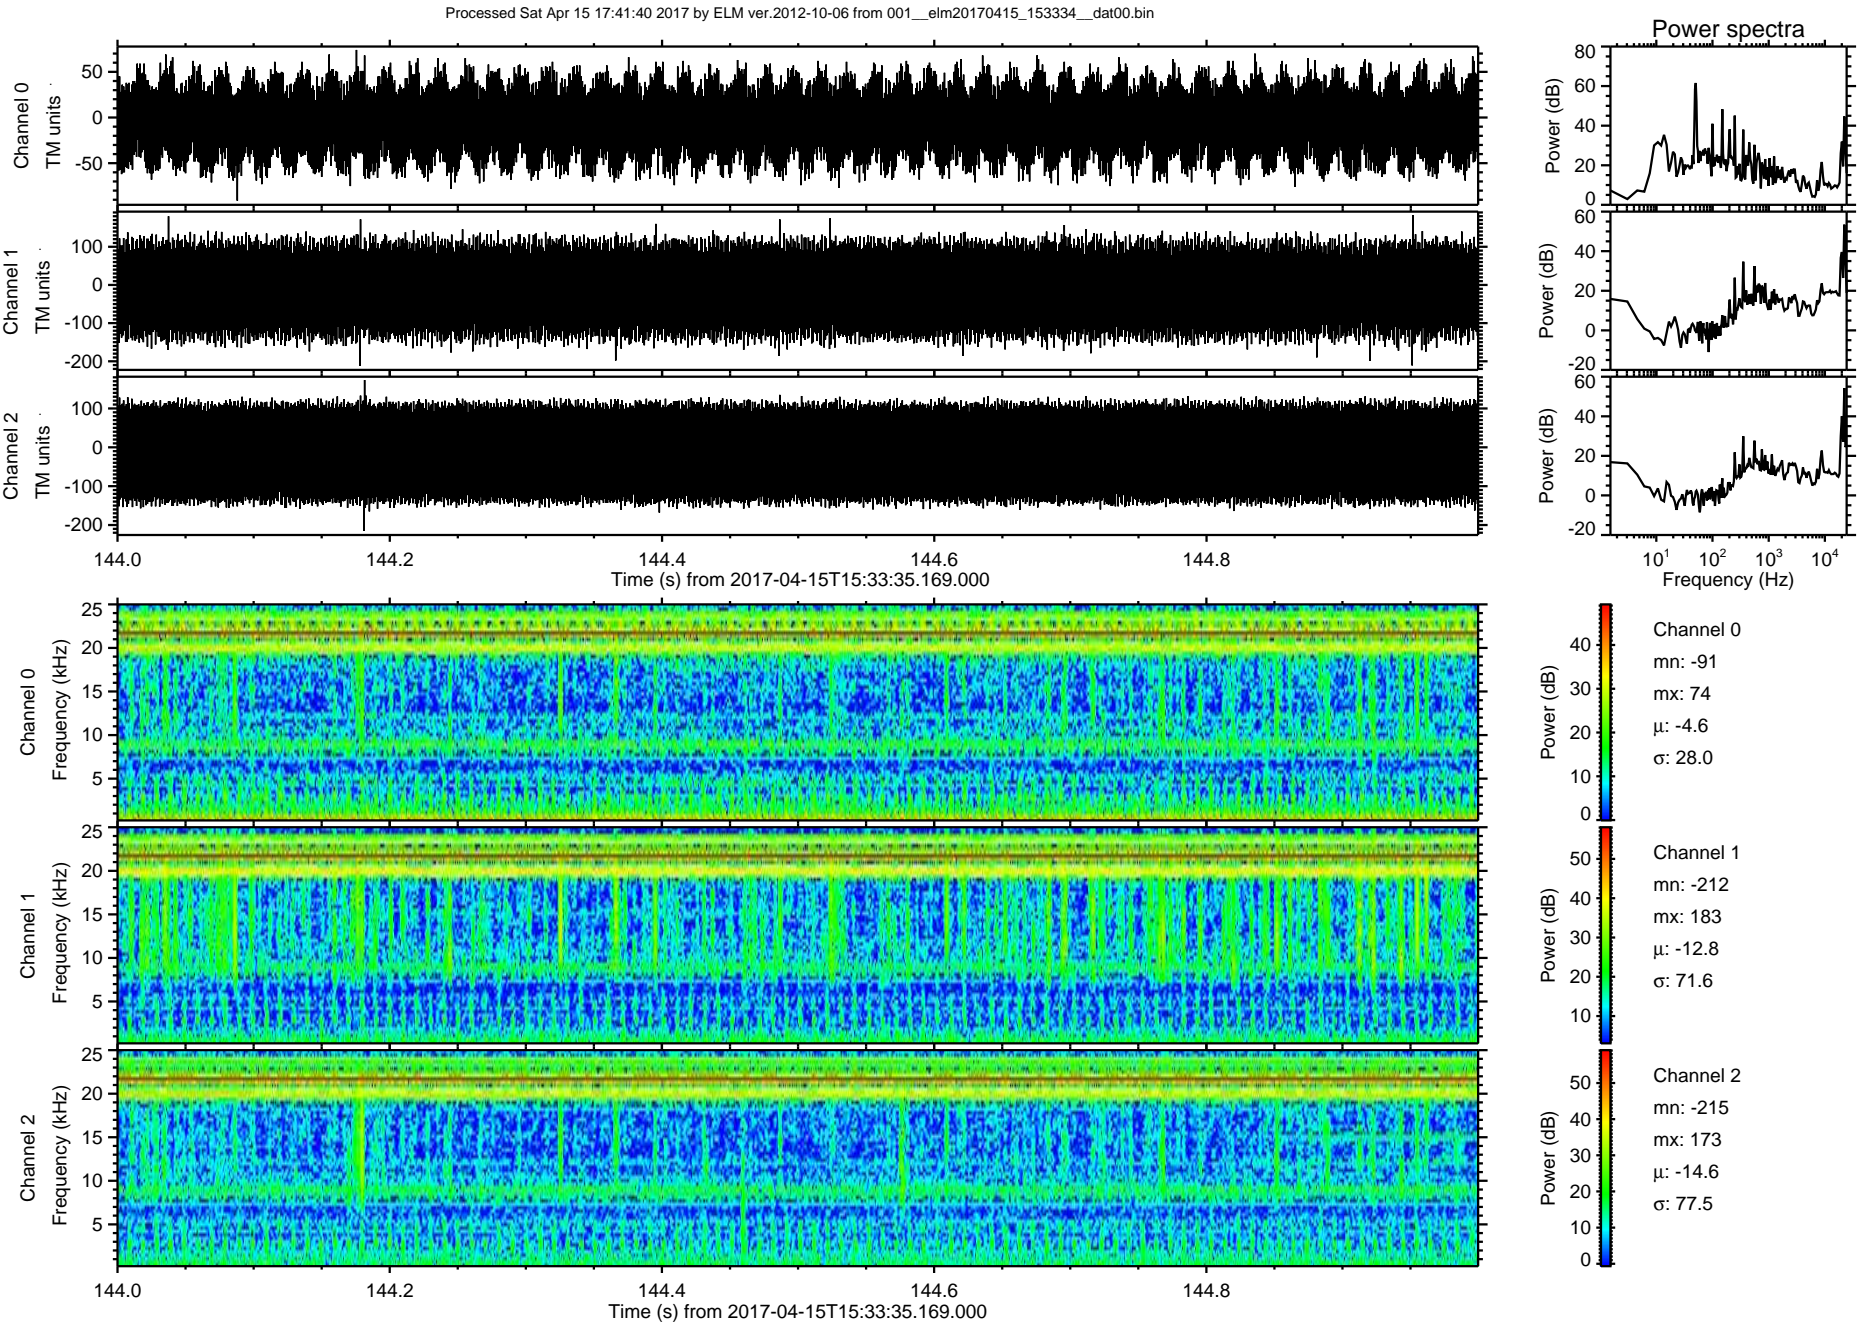 Processed Sat Apr 15 17:41:40 2017 by ELM ver.2012-10-06 from 001__elm20170415_153334__dat00.bin
Power spectra
Channel 0
TM units
50
0
-50
Power (dB)
80
60
40
20
0
Channel 1
TM units
100
0
-100
-200
Power (dB)
60
40
20
0
-20
Channel 2
TM units
100
0
-100
-200
Power (dB)
60
40
20
0
-20
144.0 144.2 144.4 144.6 144.8
Time (s) from 2017-04-15T15:33:35.169.000
10^1 10^2 10^3 10^4
Frequency (Hz)
Channel 0
Frequency (kHz)
25
20
15
10
5
Power (dB)
40
30
20
10
0
Channel 0
mn: -91
mx: 74
μ: -4.6
σ: 28.0
Channel 1
Frequency (kHz)
25
20
15
10
5
Power (dB)
50
40
30
20
10
Channel 1
mn: -212
mx: 183
μ: -12.8
σ: 71.6
Channel 2
Frequency (kHz)
25
20
15
10
5
Power (dB)
50
40
30
20
10
0
Channel 2
mn: -215
mx: 173
μ: -14.6
σ: 77.5
144.0 144.2 144.4 144.6 144.8
Time (s) from 2017-04-15T15:33:35.169.000